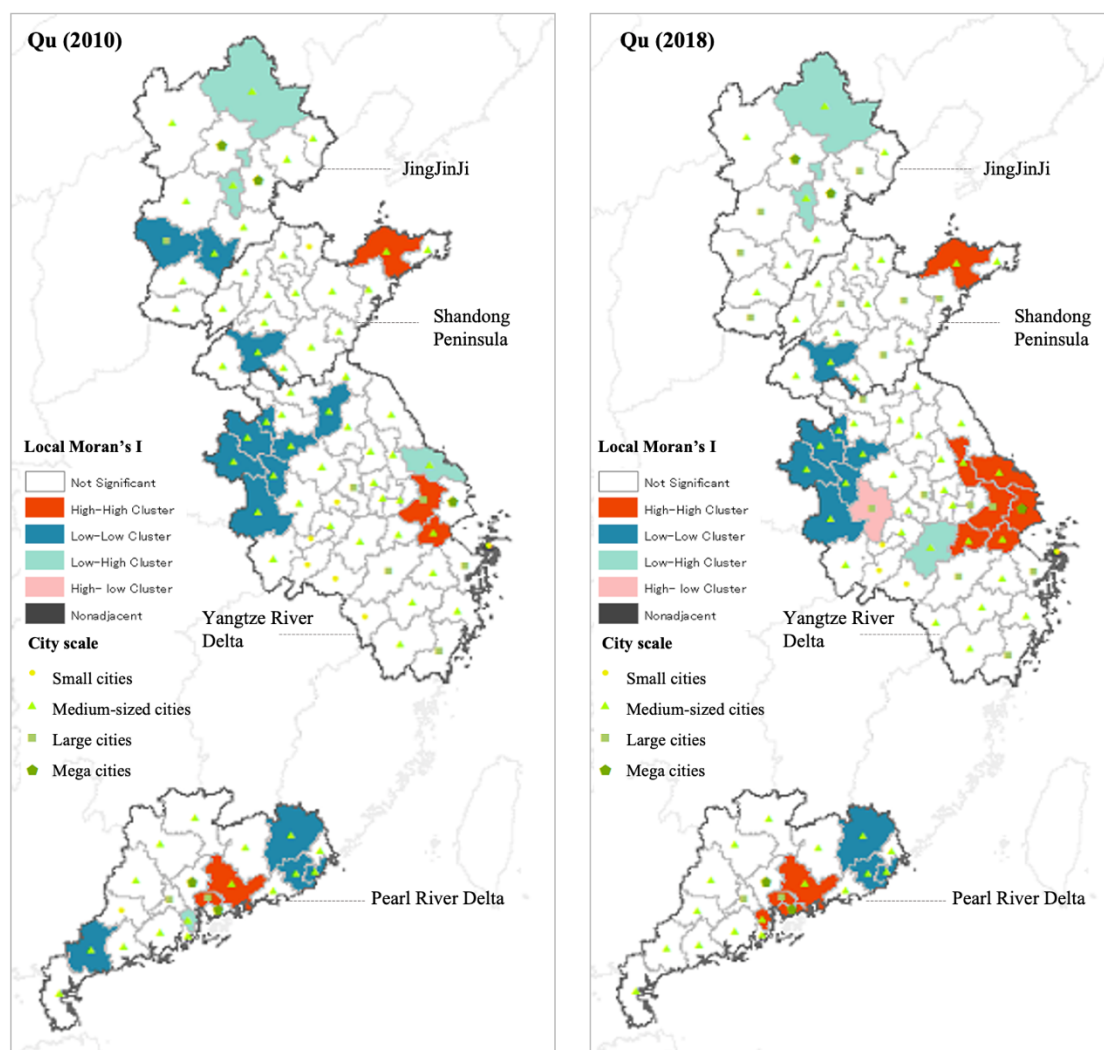 Qu (2010)
JingJinJi
Shandong
Peninsula
Local Moran's I
Not Significant
High-High Cluster
Low-Low Cluster
Low-High Cluster
High- low Cluster
Nonadjacent
Yangtze River
Delta
City scale
Small cities
Medium-sized cities
Large cities
Mega cities
Pearl River Delta
Qu (2018)
JingJinJi
Shandong
Peninsula
Local Moran's I
Not Significant
High-High Cluster
Low-Low Cluster
Low-High Cluster
High- low Cluster
Nonadjacent
Yangtze River
Delta
City scale
Small cities
Medium-sized cities
Large cities
Mega cities
Pearl River Delta